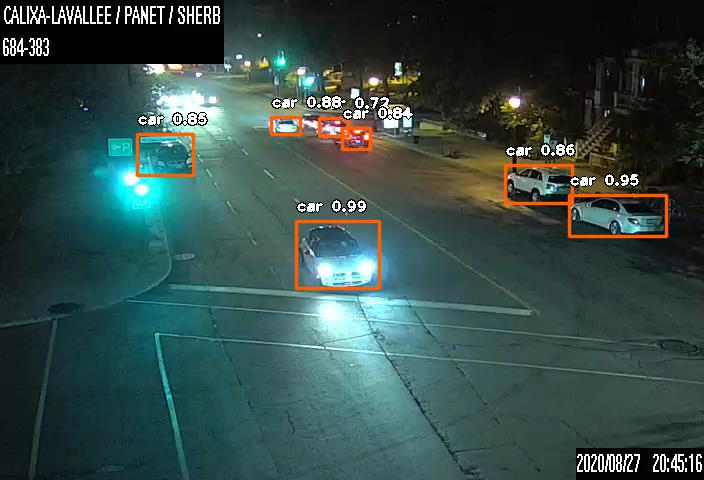 CALIXA-LAVALLEE / PANET / SHERB
684-383
car 0.88
0.72
car 0.84
car 0.85
car 0.86
car 0.95
car 0.99
P
2020/08/27 20:45:16